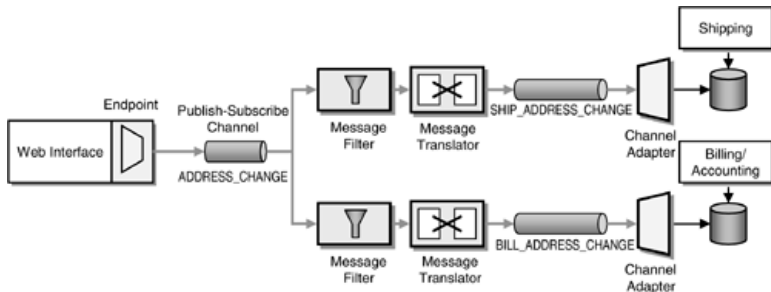 Endpoint
Web Interface
Publish-Subscribe
Channel
ADDRESS_CHANGE
Message
Filter
Message
Translator
SHIP_ADDRESS_CHANGE
Channel
Adapter
Shipping
Message
Filter
Message
Translator
BILL_ADDRESS_CHANGE
Channel
Adapter
Billing/
Accounting